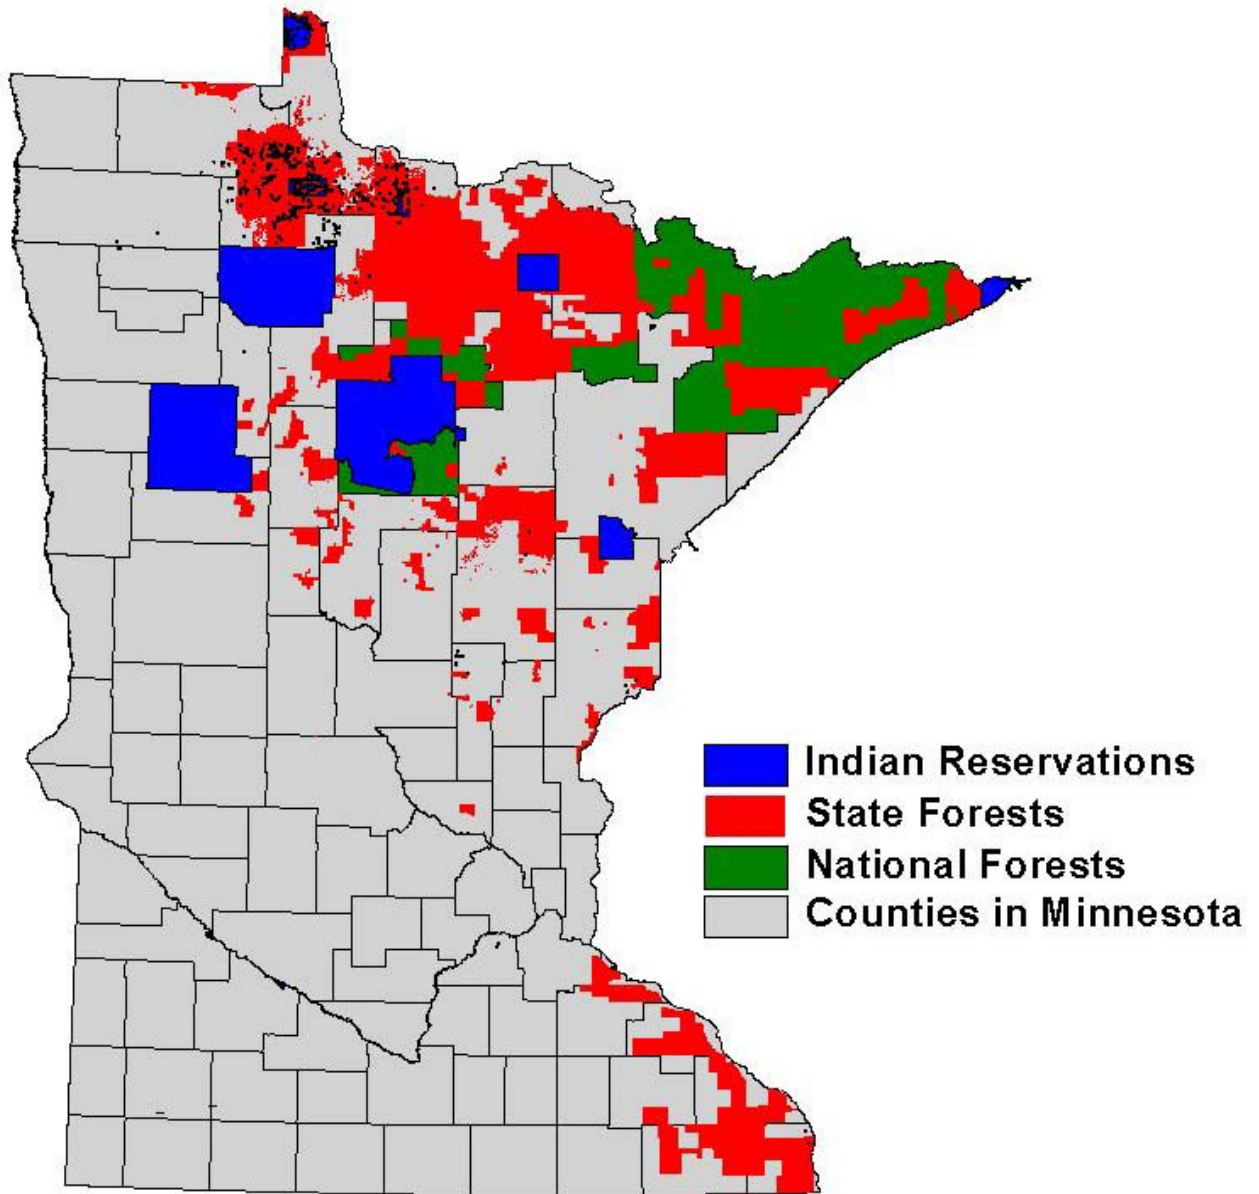 Indian Reservations
State Forests
National Forests
Counties in Minnesota